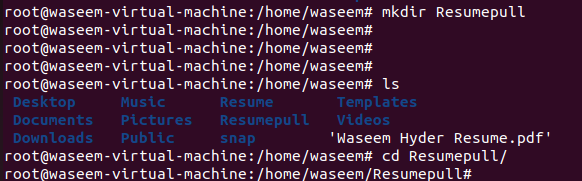 root@waseem-virtual-machine:/home/waseem# mkdir Resumepull
root@waseem-virtual-machine:/home/waseem#
root@waseem-virtual-machine:/home/waseem#
root@waseem-virtual-machine:/home/waseem#
root@waseem-virtual-machine:/home/waseem# ls
Desktop Music Resume Templates
Documents Pictures Resumepull Videos
Downloads Public snap 'Waseem Hyder Resume.pdf'
root@waseem-virtual-machine:/home/waseem# cd Resumepull/
root@waseem-virtual-machine:/home/waseem/Resumepull#